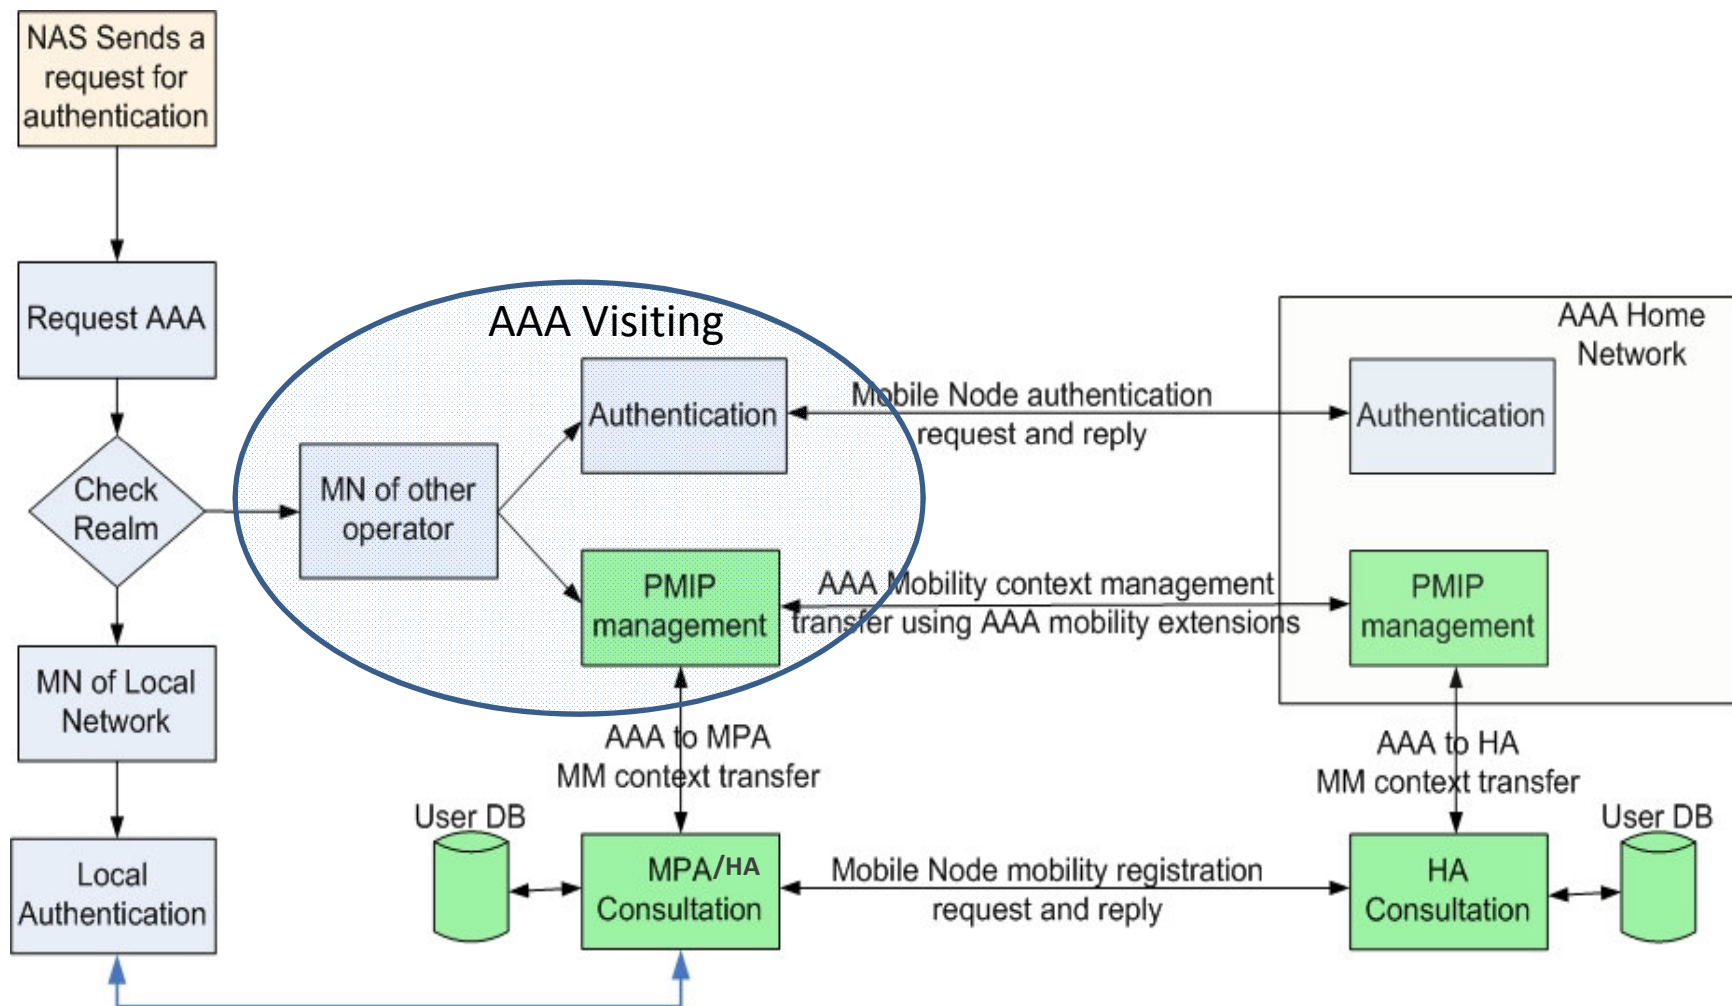 NAS Sends a
request for
authentication
Request AAA
Check
Realm
MN of Local
Network
Local
Authentication
AAA Visiting
MN of other
operator
Authentication
PMIP
management
Mobile Node authentication
request and reply
AAA Mobility context management
transfer using AAA mobility extensions
AAA Home
Network
Authentication
PMIP
management
AAA to MPA
MM context transfer
AAA to HA
MM context transfer
User DB
MPA/HA
Consultation
Mobile Node mobility registration
request and reply
HA
Consultation
User DB